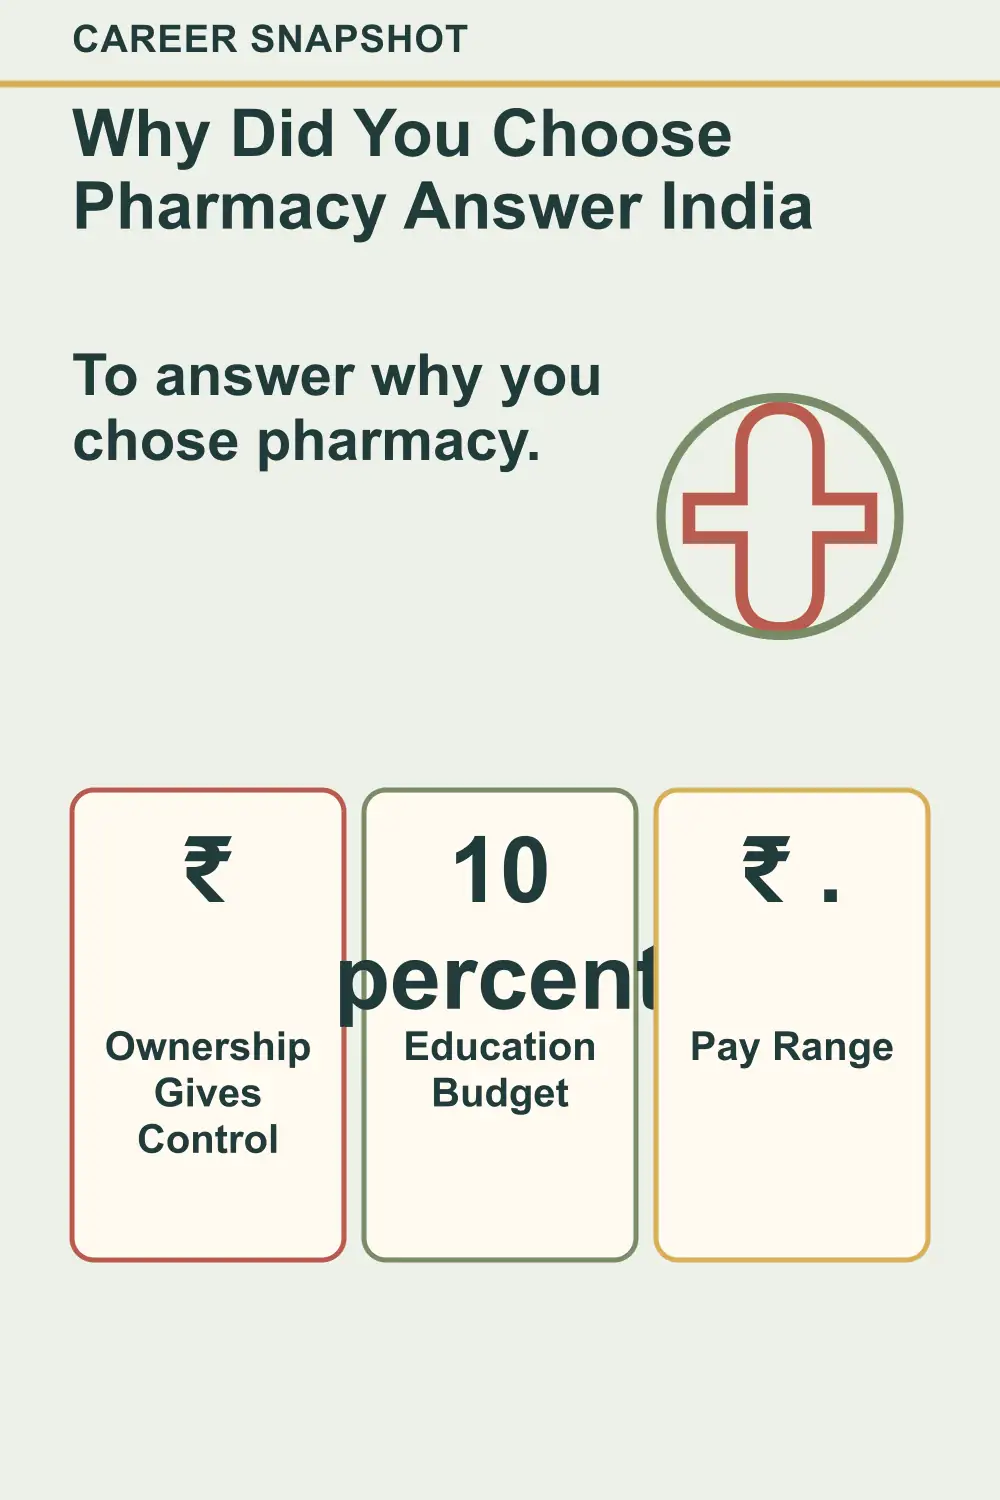 CAREER SNAPSHOT
Why Did You Choose
Pharmacy Answer India
To answer why you
chose pharmacy.
₹
Ownership
Gives
Control
10
percent
Education
Budget
₹ .
Pay Range